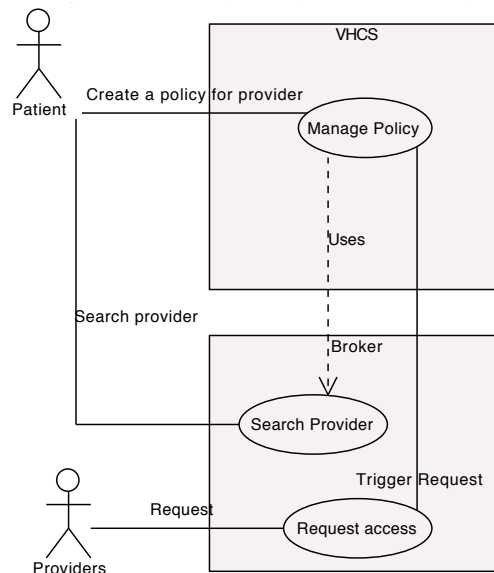 VHCS
Create a policy for provider
Patient
Manage Policy
Uses
Search provider
Broker
Search Provider
Trigger Request
Request
Request access
Providers